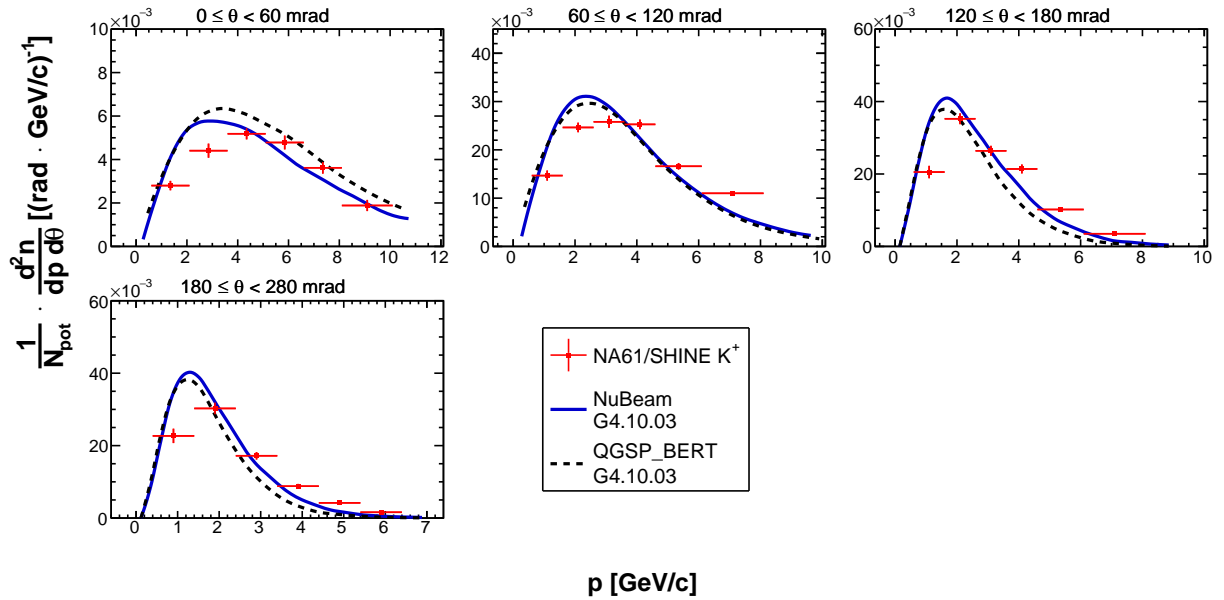 0 ≤ θ < 60 mrad
60 ≤ θ < 120 mrad
120 ≤ θ < 180 mrad
×10⁻³
×10⁻³
×10⁻³
10
8
6
4
2
0
0 2 4 6 8 10 12
40
30
20
10
0
0 2 4 6 8 10
60
40
20
0
0 2 4 6 8 10
1/N_pot · d²n/dp dθ [(rad · GeV/c)⁻¹]
180 ≤ θ < 280 mrad
×10⁻³
60
40
20
0
0 1 2 3 4 5 6 7
NA61/SHINE K⁺
NuBeam
G4.10.03
QGSP_BERT
G4.10.03
p [GeV/c]